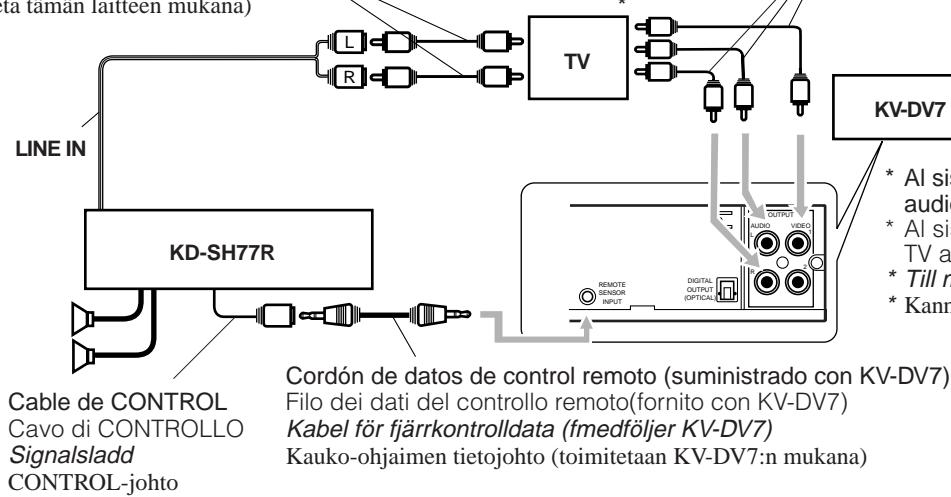 eta tämän laitteen mukana)
*
L
R
TV
LINE IN
KV-DV7
KD-SH77R
OUTPUT
AUDIO
VIDEO
L
1
R
2
REMOTE
SENSOR
INPUT
DIGITAL
OUTPUT
(OPTICAL)
* Al sis
audio
* Al sis
TV a
* Till n
* Kann
Cable de CONTROL
Cavo di CONTROLLO
Signalsladd
CONTROL-johto
Cordón de datos de control remoto (suministrado con KV-DV7)
Filo dei dati del controllo remoto(fornito con KV-DV7)
Kabel för fjärrkontrolldata (fmedföljer KV-DV7)
Kauko-ohjaimen tietojohto (toimitetaan KV-DV7:n mukana)